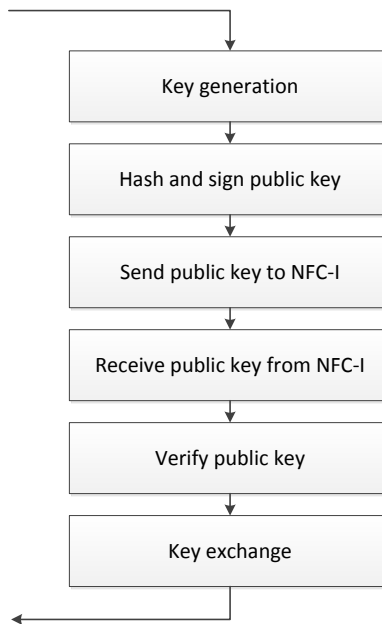 Key generation
Hash and sign public key
Send public key to NFC-I
Receive public key from NFC-I
Verify public key
Key exchange